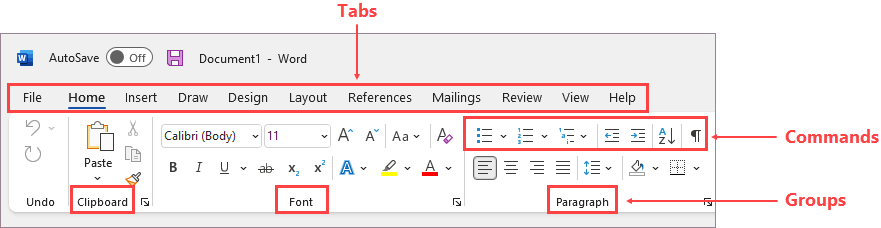 Tabs
AutoSave Off Document1 - Word
File Home Insert Draw Design Layout References Mailings Review View Help
Calibri (Body) 11 A A Aa A
Commands
Paste
B I U ab x₂ x² A A
Undo Clipboard Font Paragraph
Groups